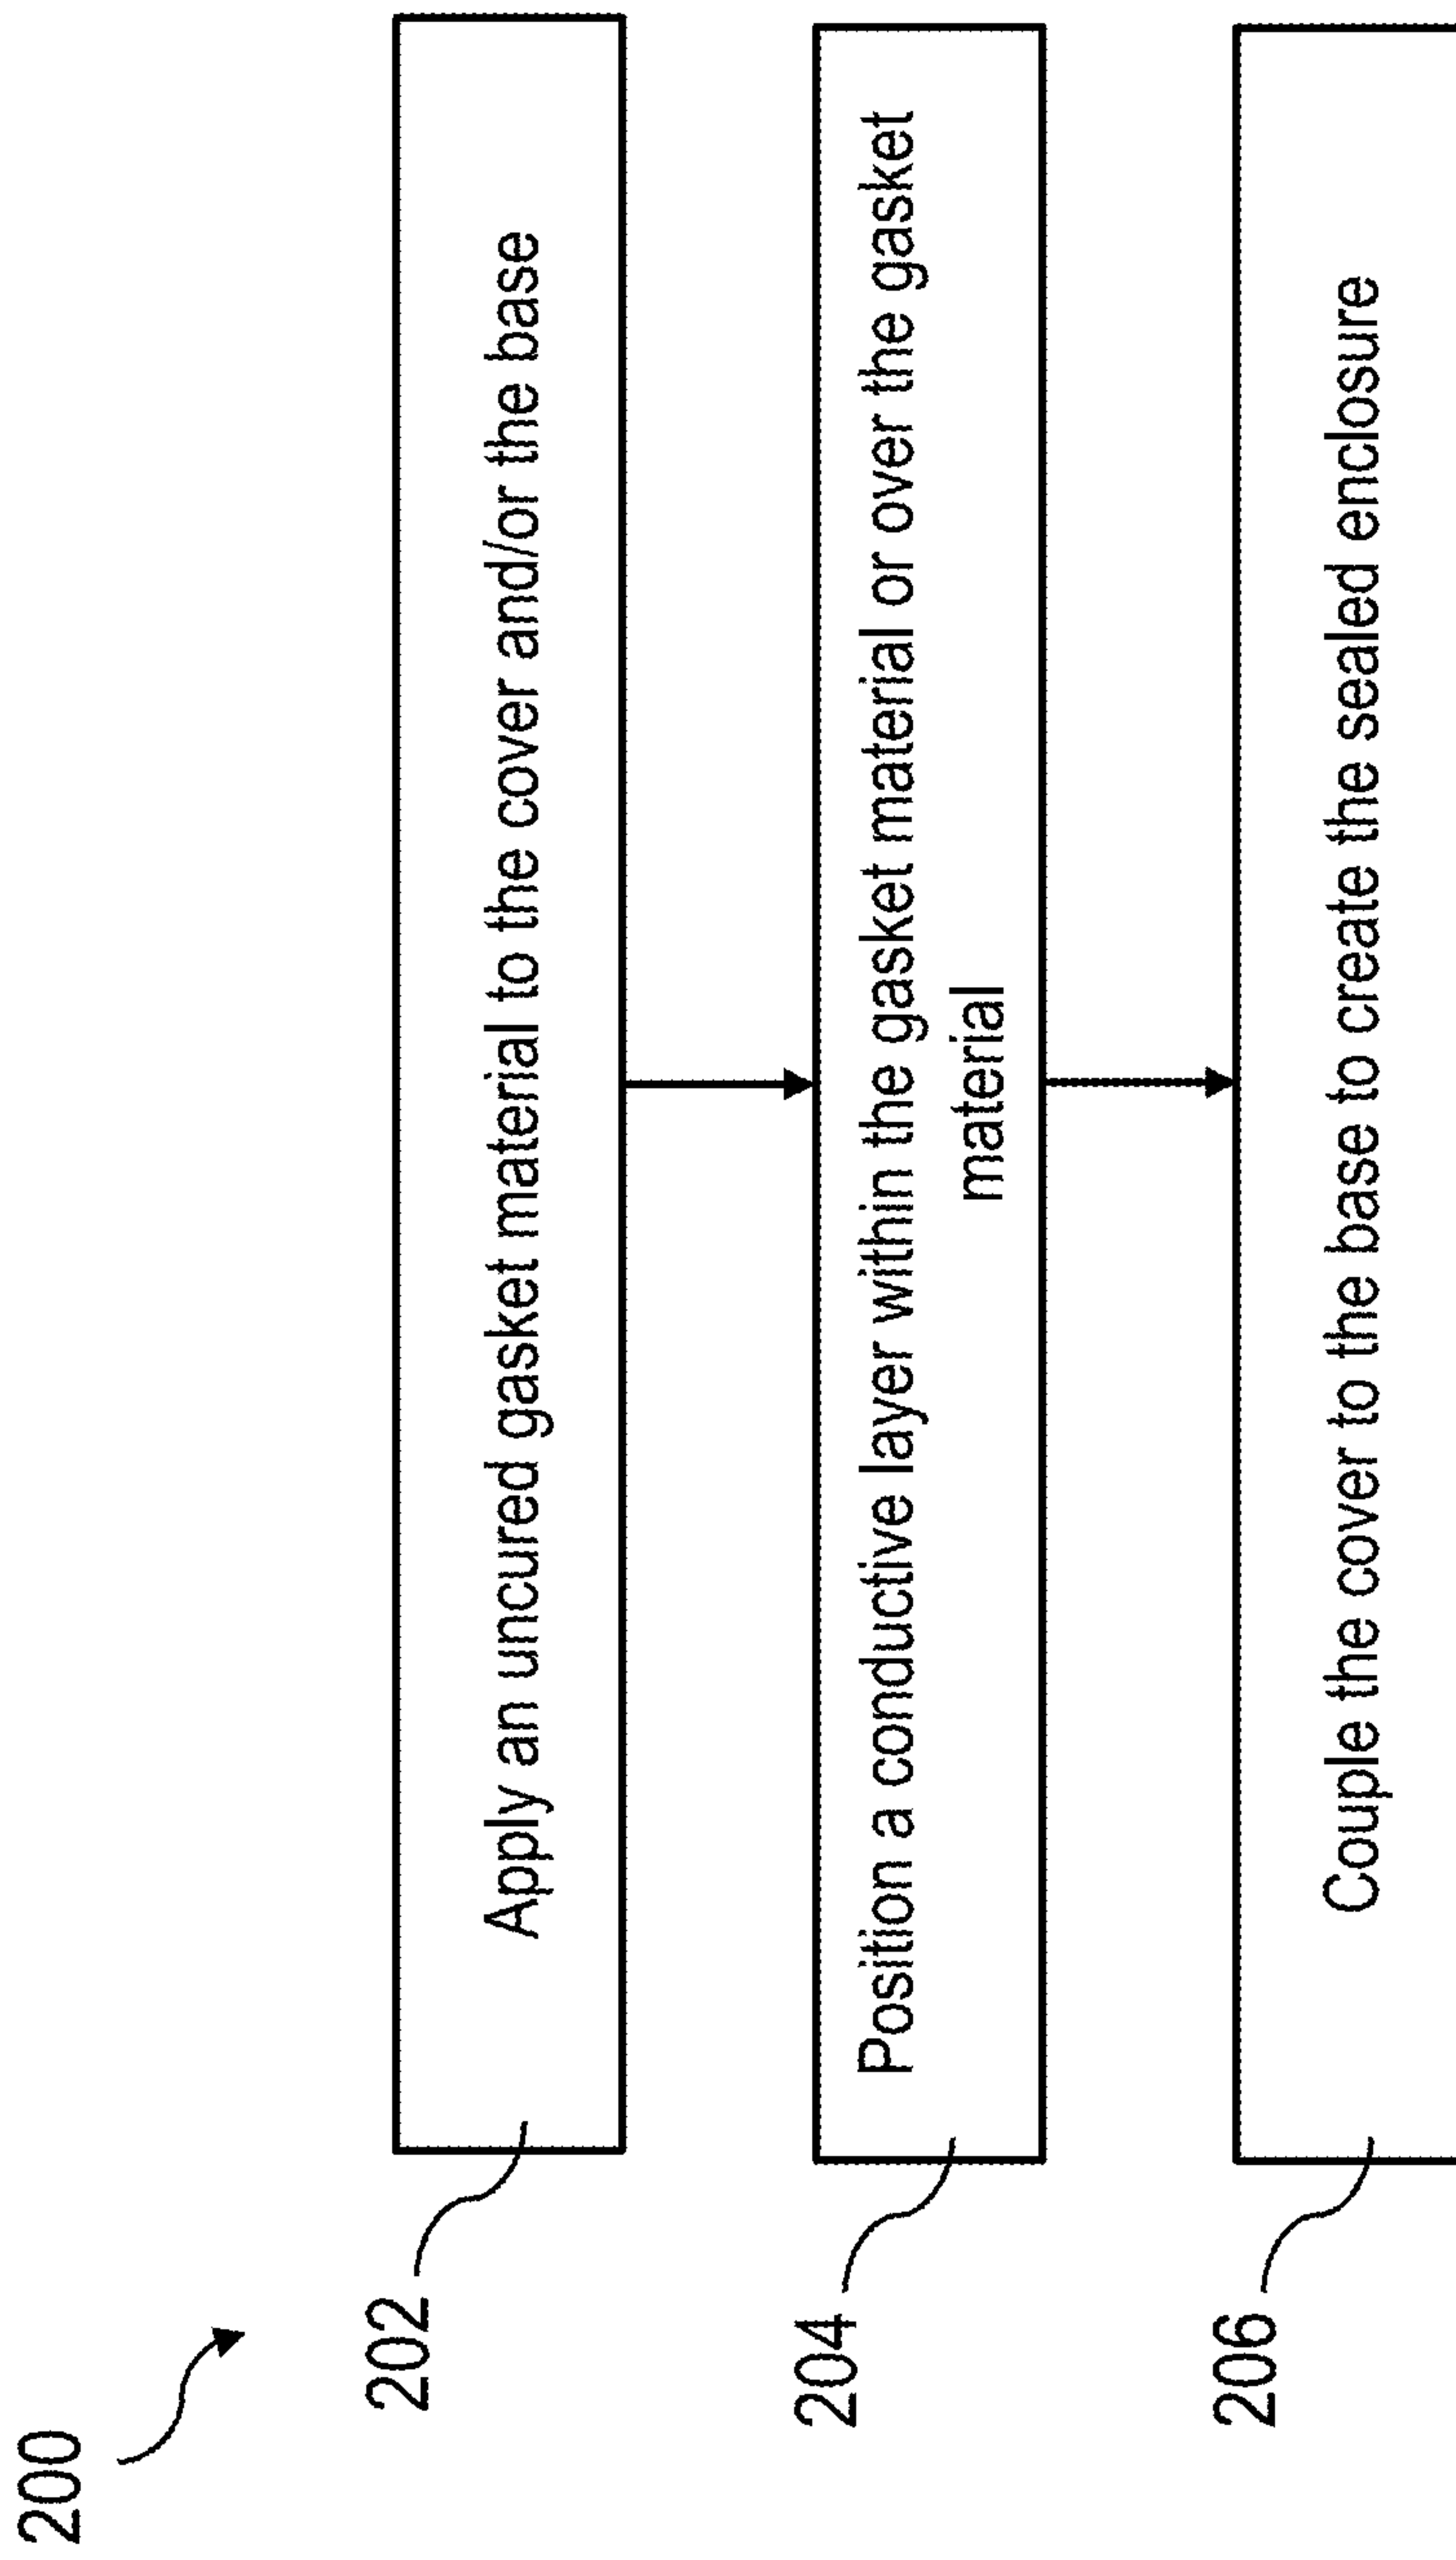 200
202
Apply an uncured gasket material to the cover and/or the base
204
Position a conductive layer within the gasket material or over the gasket
material
206
Couple the cover to the base to create the sealed enclosure